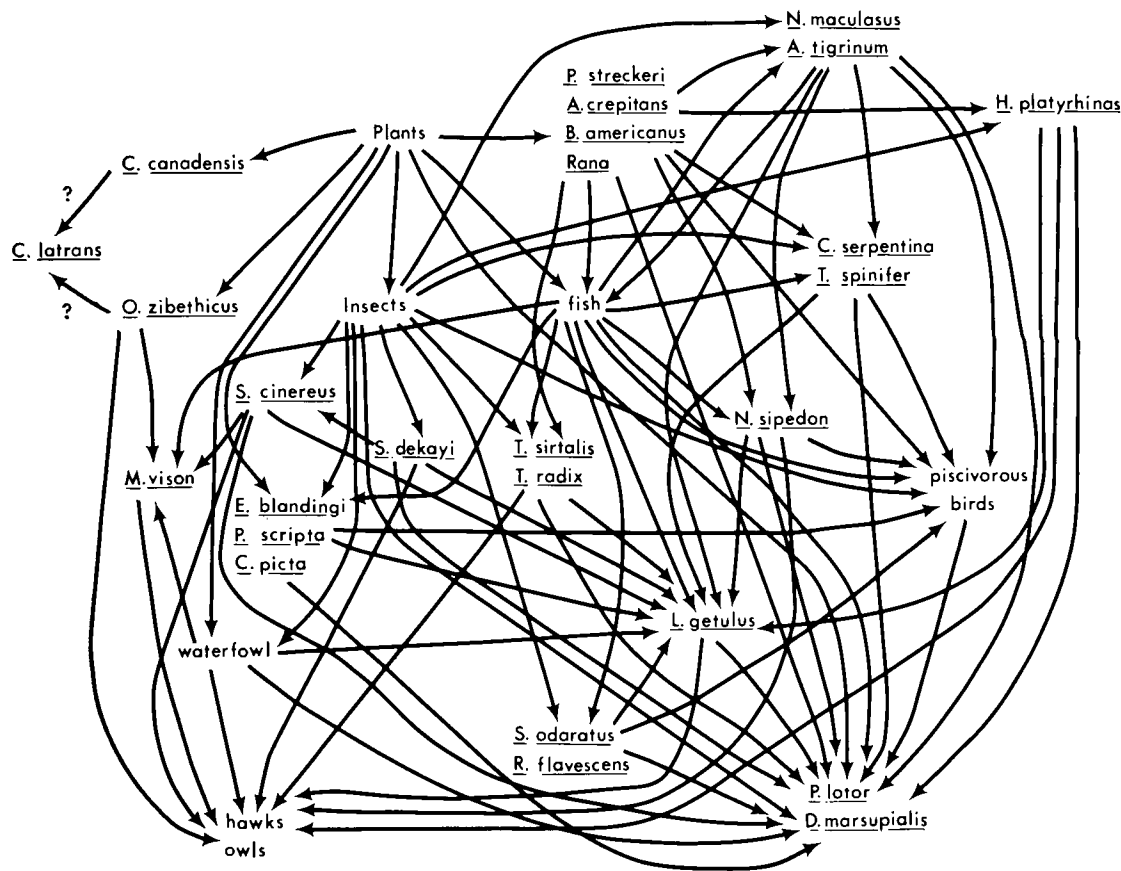 N. maculasus
A. tigrinum
P. streckeri
A. crepitans
B. americanus
Rana
H. platyrhinas
Plants
C. canadensis
?
C. latrans
?
O. zibethicus
Insects
fish
C. serpentina
T. spinifer
S. cinereus
S. dekayi
T. sirtalis
T. radix
N. sipedon
M. vison
E. blandingi
P. scripta
C. picta
piscivorous
birds
waterfowl
L. getulus
S. odaratus
R. flavescens
P. lotor
D. marsupialis
hawks
owls